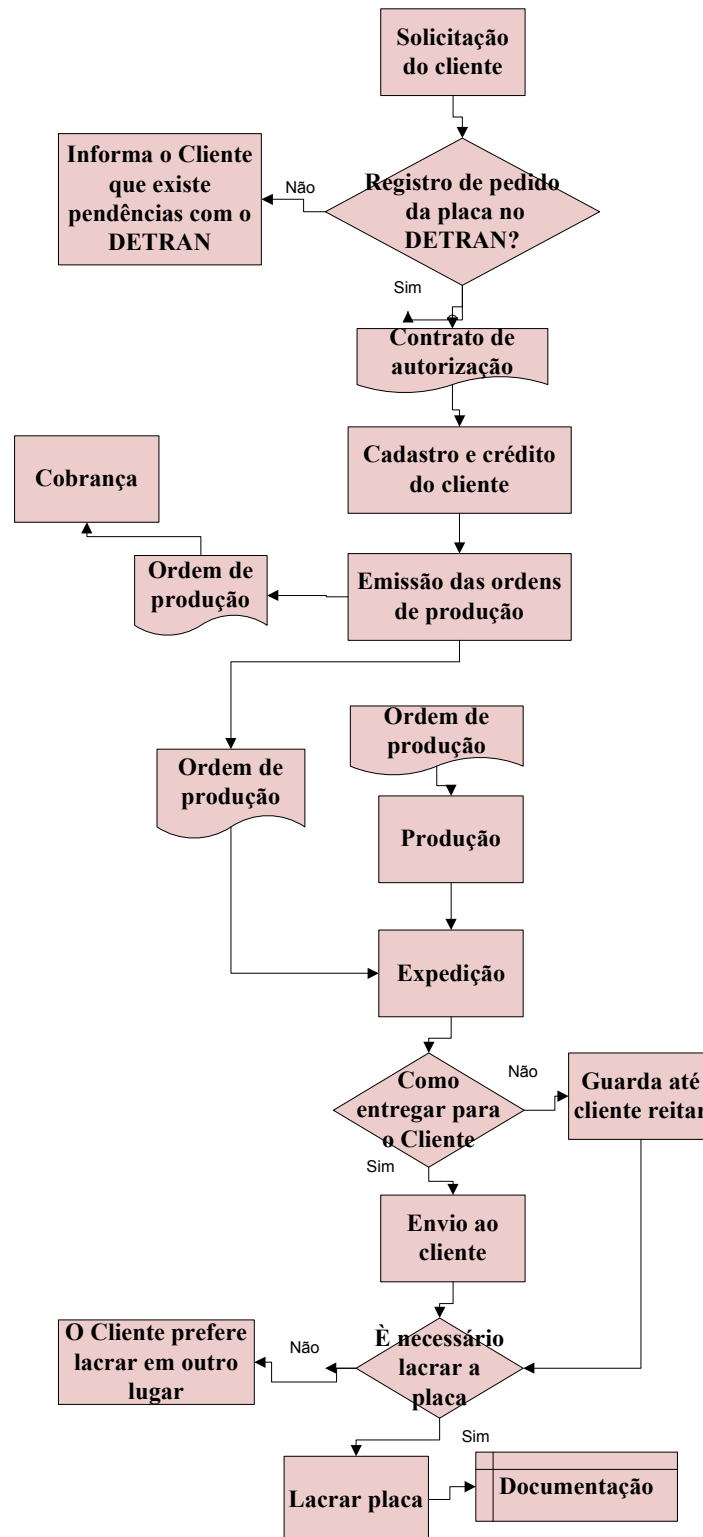 Solicitação
do cliente
Informa o Cliente
que existe
pendências com o
DETRAN
Não
Registro de pedido
da placa no
DETRAN?
Sim
Contrato de
autorização
Cadastro e crédito
do cliente
Cobrança
Ordem de
produção
Emissão das ordens
de produção
Ordem de
produção
Ordem de
produção
Produção
Expedição
Como
entregar para
o Cliente
Não
Guarda até
cliente reitar
Sim
Envio ao
cliente
O Cliente prefere
lacrar em outro
lugar
Não
È necessário
lacrar a
placa
Sim
Lacrar placa
Documentação